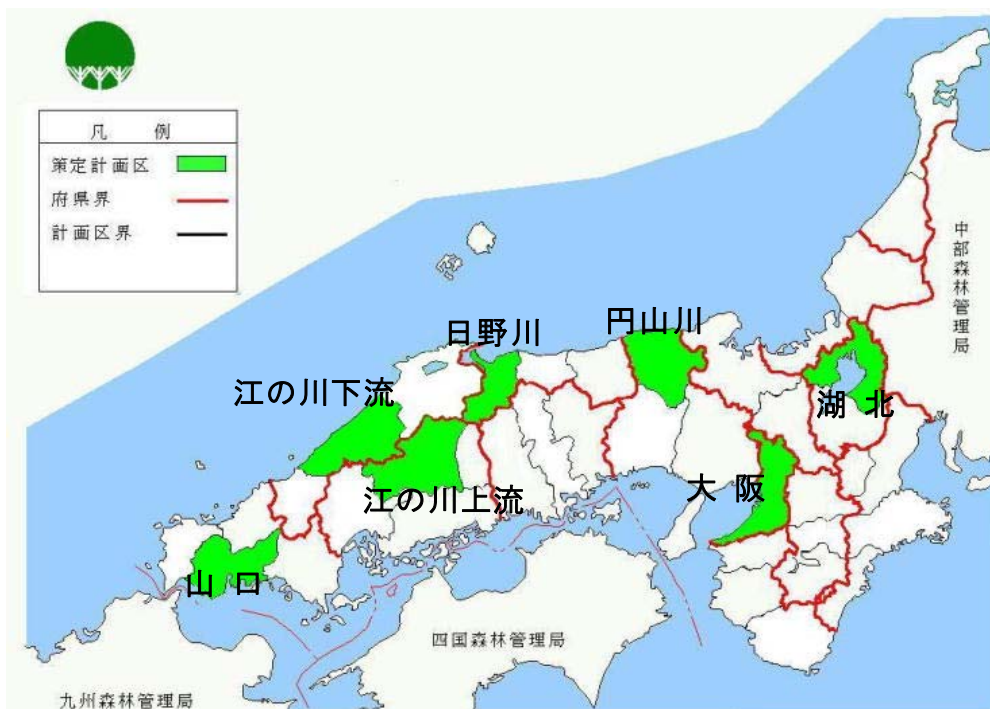 凡 例
策定計画区
府県界
計画区界
中部森林管理局
円山川
日野川
江の川下流
湖 北
大 阪
江の川上流
山 口
四国森林管理局
九州森林管理局